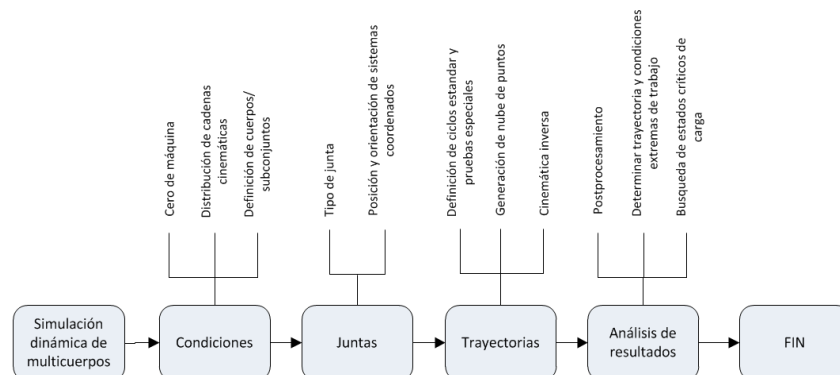 Cero de máquina
Distribución de cadenas
cinemáticas
Definición de cuerpos/
subconjuntos
Tipo de junta
Posición y orientación de sistemas
coordenados
Definición de ciclos estandar y
pruebas especiales
Generación de nube de puntos
Cinemática inversa
Postprocesamiento
Determinar trayectoria y condiciones
extremas de trabajo
Busqueda de estados críticos de
carga
Simulación
dinámica de
multicuerpos
Condiciones
Juntas
Trayectorias
Análisis de
resultados
FIN